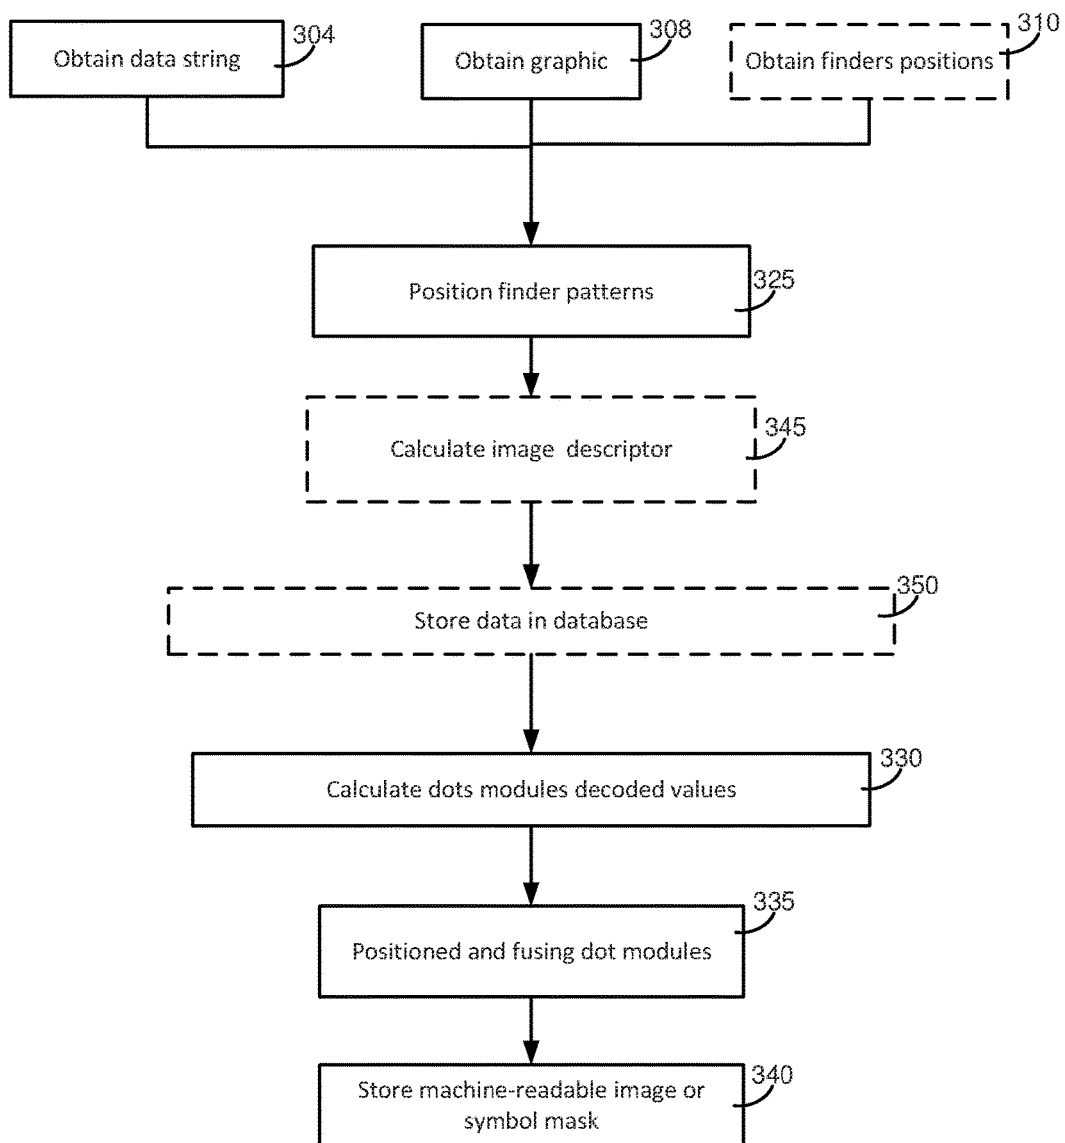 Obtain data string
304
Obtain graphic
308
Obtain finders positions
310
Position finder patterns
325
Calculate image descriptor
345
Store data in database
350
Calculate dots modules decoded values
330
Positioned and fusing dot modules
335
Store machine-readable image or
symbol mask
340